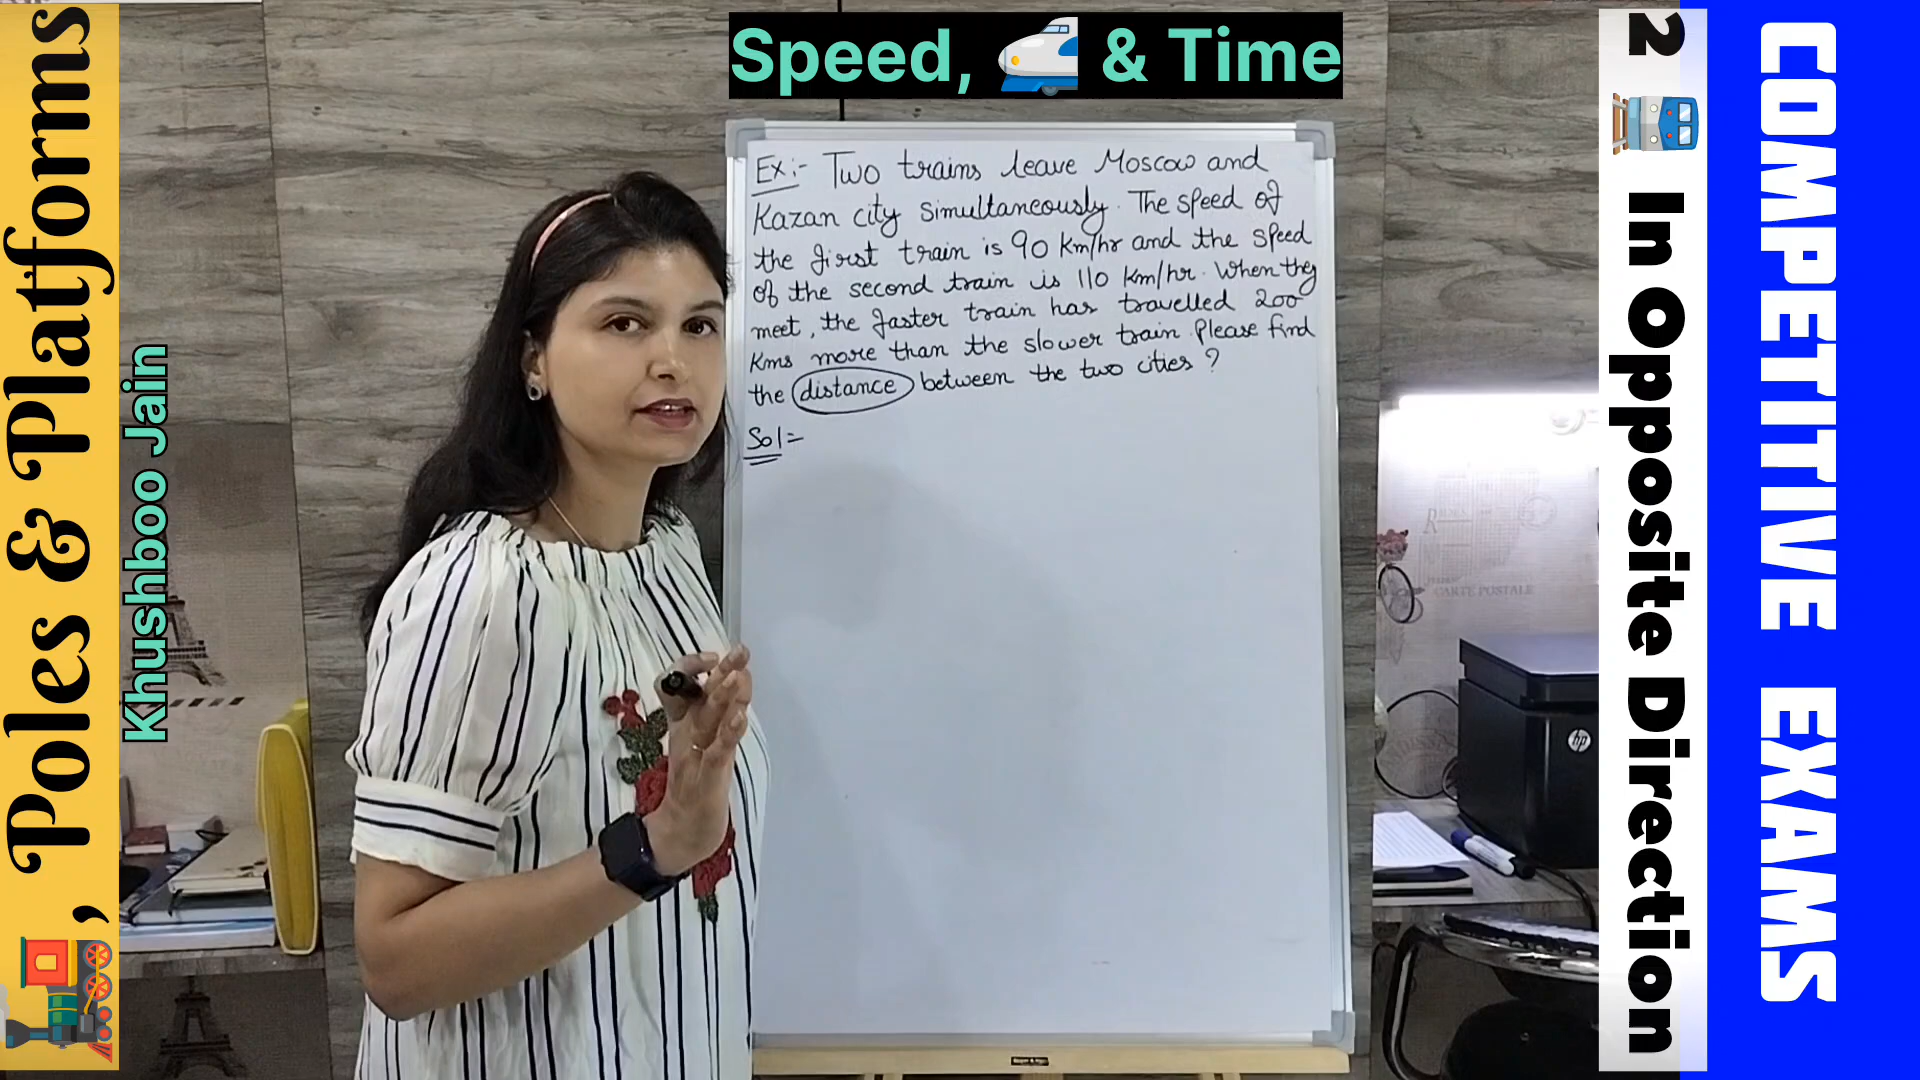 Speed, & Time
, Poles & Platforms
Khushboo Jain
Ex:- Two trains leave Moscow and
Kazan city simultaneously. The speed of
the first train is 90 Km/hr and the speed
of the second train is 110 Km/hr. When they
meet, the faster train has travelled 200
Kms more than the slower train. Please find
the distance between the two cities ?
Sol=
2 In Opposite Direction
COMPETITIVE EXAMS
hp
CARTE POSTALE